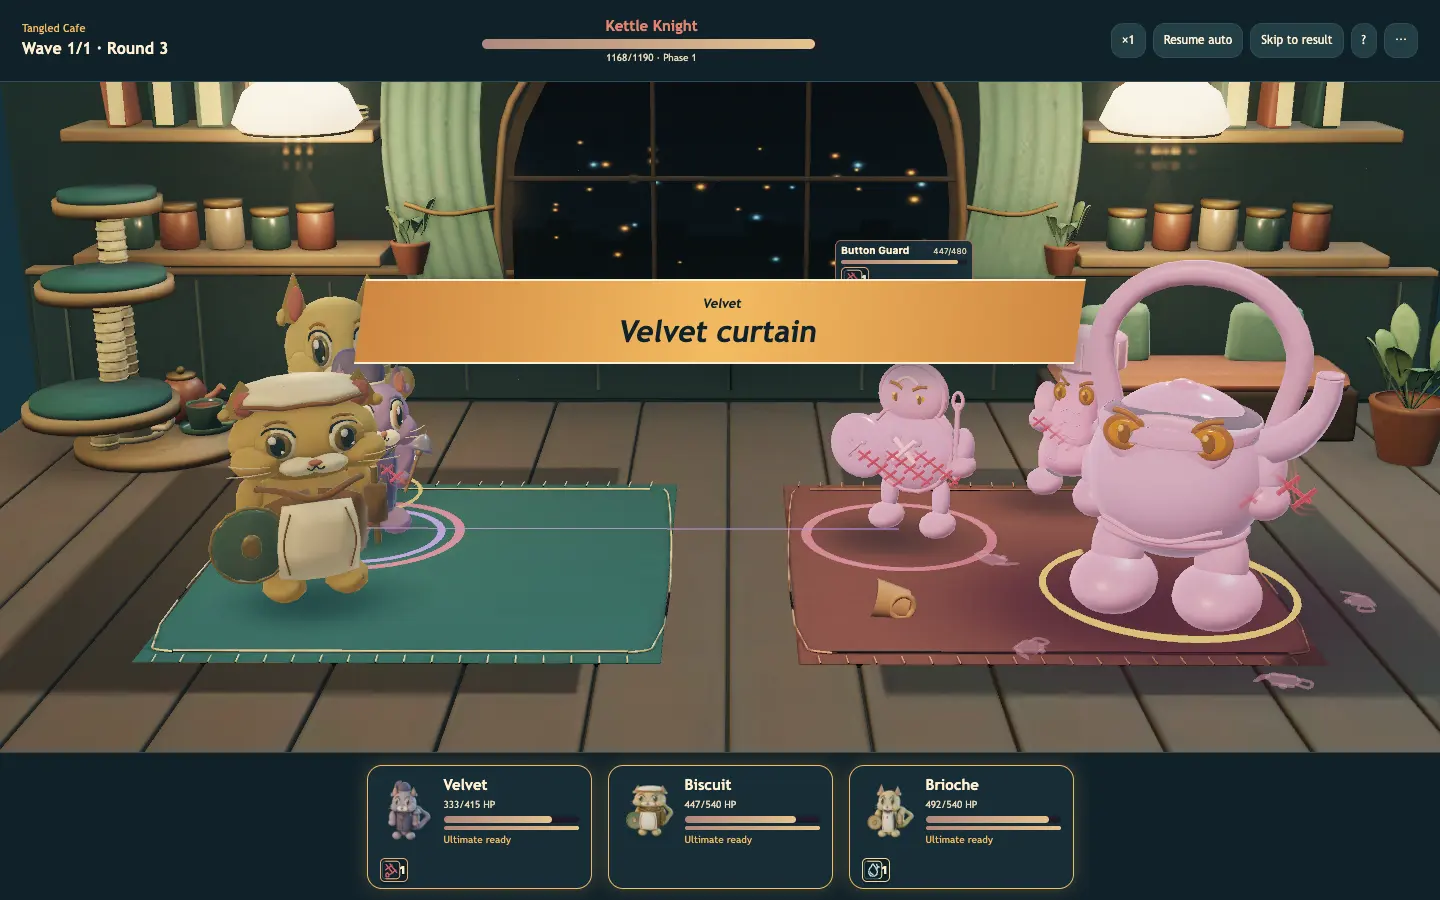 Tangled Cafe
Wave 1/1 · Round 3
Kettle Knight
1168/1190 · Phase 1
×1
Resume auto
Skip to result
?
···
Button Guard 447/480
Velvet
Velvet curtain
Velvet
333/415 HP
Ultimate ready
1
Biscuit
447/540 HP
Ultimate ready
Brioche
492/540 HP
Ultimate ready
1